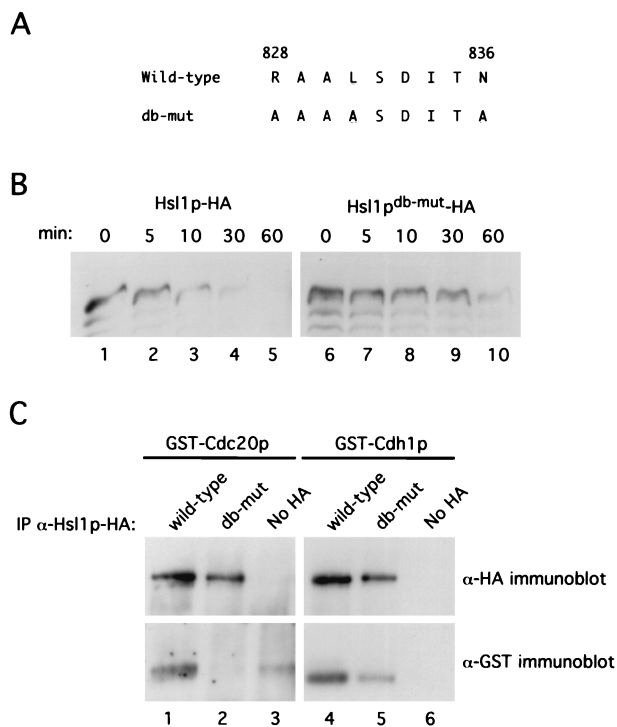 A
828 836
Wild-type R A A L S D I T N
db-mut A A A A S D I T A
B
Hsl1p-HA Hsl1pdb-mut-HA
min: 0 5 10 30 60 0 5 10 30 60
1 2 3 4 5 6 7 8 9 10
C
GST-Cdc20p GST-Cdh1p
IP α-Hsl1p-HA: wild-type db-mut No HA wild-type db-mut No HA
α-HA immunoblot
α-GST immunoblot
1 2 3 4 5 6